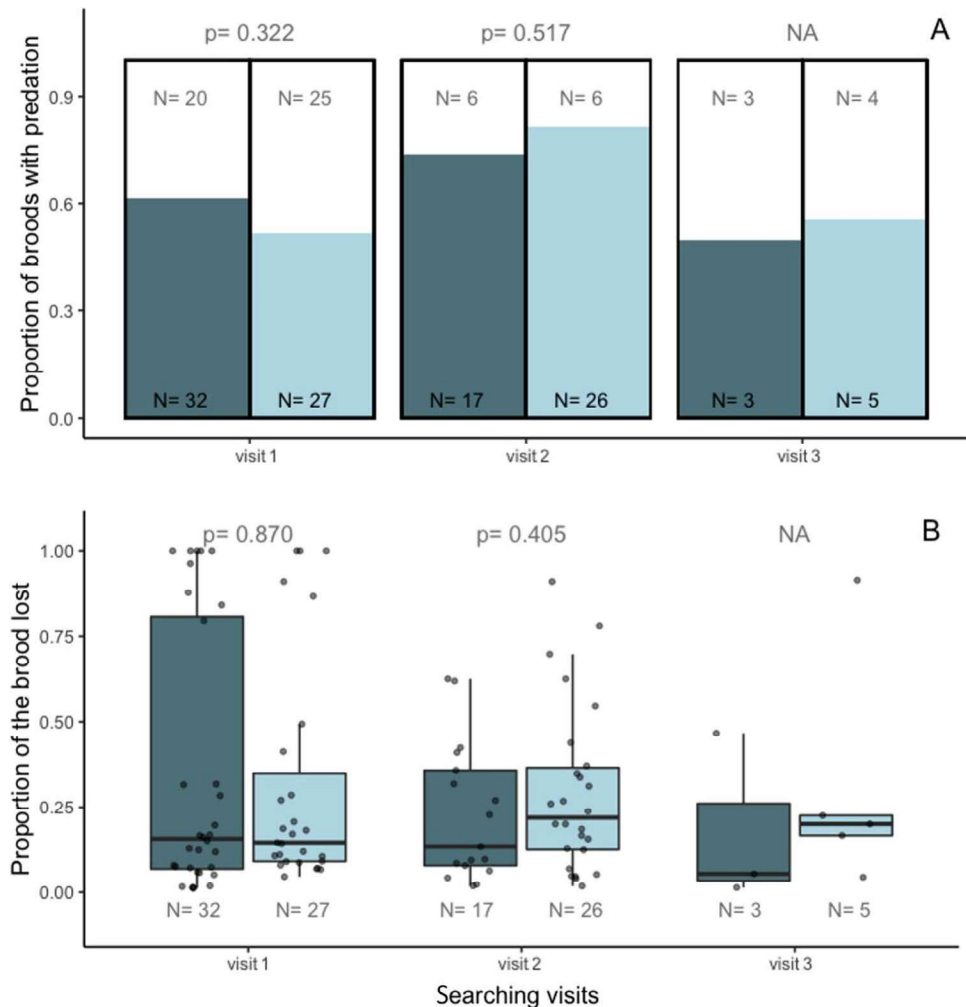 p= 0.322 p= 0.517 NA A
Proportion of broods with predation
0.9
N= 20 N= 25 N= 6 N= 6 N= 3 N= 4
0.6
0.3
N= 32 N= 27 N= 17 N= 26 N= 3 N= 5
0.0
visit 1 visit 2 visit 3
p= 0.870 p= 0.405 NA B
Proportion of the brood lost
1.00
0.75
0.50
0.25
0.00
N= 32 N= 27 N= 17 N= 26 N= 3 N= 5
visit 1 visit 2 visit 3
Searching visits